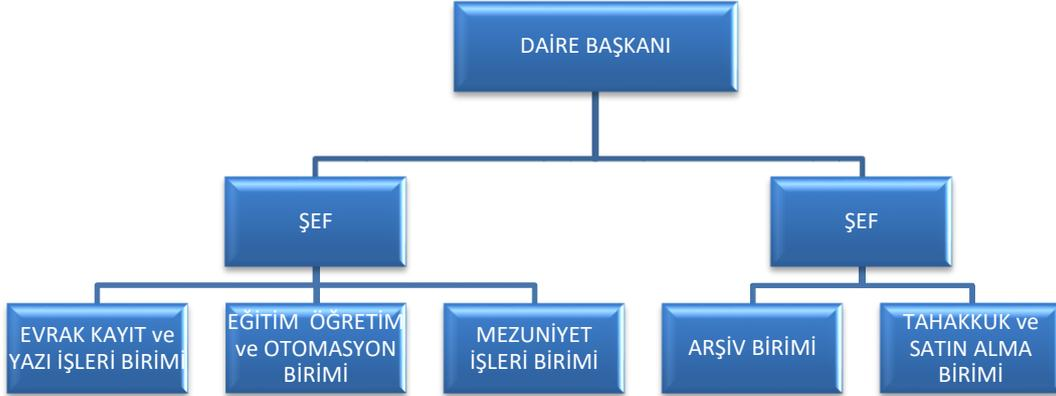 DAİRE BAŞKANI
ŞEF
ŞEF
EVRAK KAYIT ve
YAZI İŞLERİ BİRİMİ
EĞİTİM ÖĞRETİM
ve OTOMASYON
BİRİMİ
MEZUNİYET
İŞLERİ BİRİMİ
ARŞİV BİRİMİ
TAHAKKUK ve
SATIN ALMA
BİRİMİ